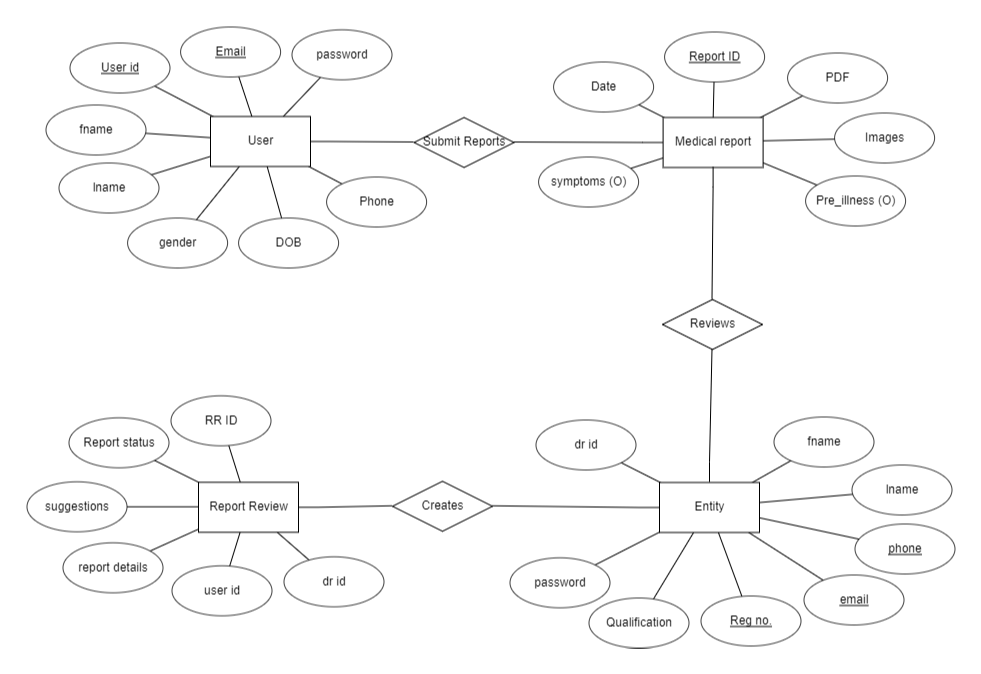 Email
password
User id
fname
User
lname
Phone
gender
DOB
Submit Reports
Report ID
Date
PDF
Medical report
Images
symptoms (O)
Pre_illness (O)
Reviews
RR ID
Report status
suggestions
Report Review
report details
user id
dr id
Creates
dr id
fname
Entity
lname
phone
email
password
Qualification
Reg no.